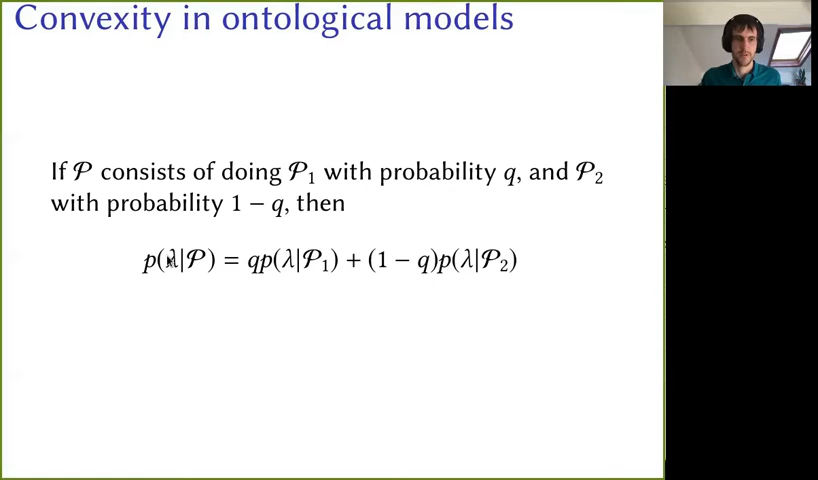 Convexity in ontological models
If 𝒫 consists of doing 𝒫₁ with probability q, and 𝒫₂
with probability 1 − q, then
p(λ|𝒫) = qp(λ|𝒫₁) + (1 − q)p(λ|𝒫₂)